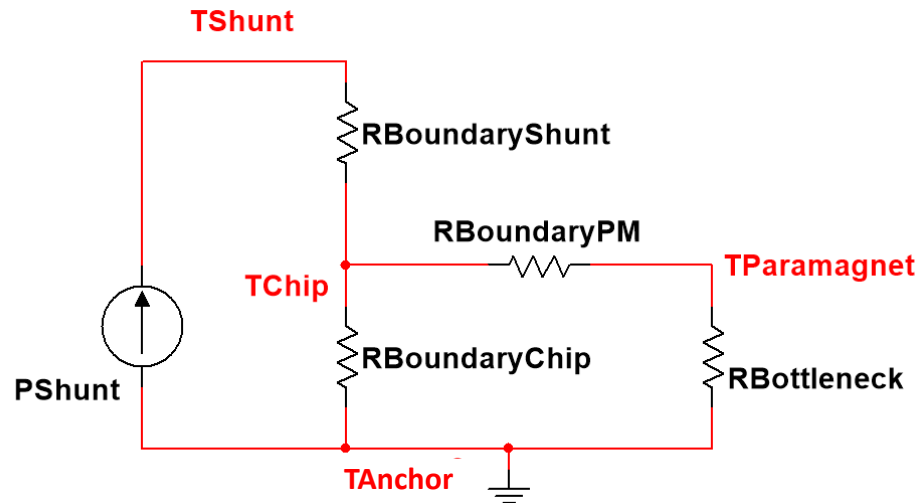 TShunt
RBoundaryShunt
RBoundaryPM
TChip
TParamagnet
RBoundaryChip
PShunt
RBottleneck
TAnchor